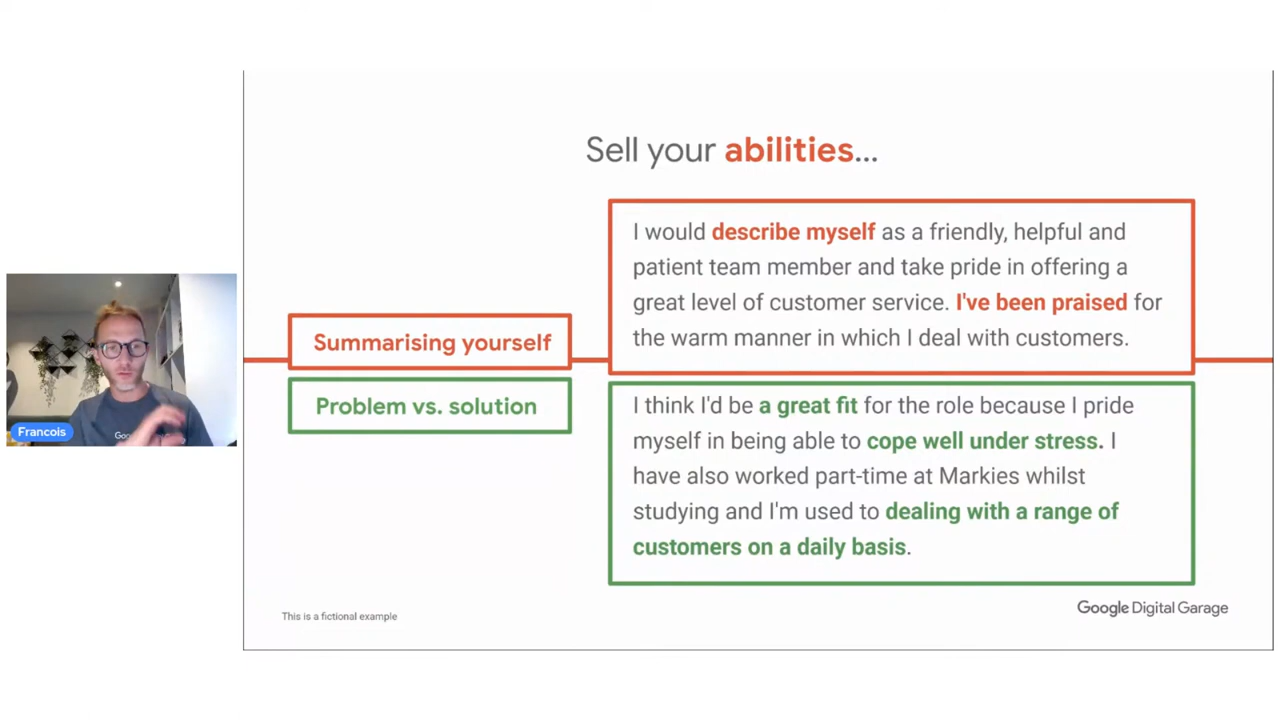 Sell your abilities...
I would describe myself as a friendly, helpful and
patient team member and take pride in offering a
great level of customer service. I've been praised for
the warm manner in which I deal with customers.
Summarising yourself
Problem vs. solution
I think I'd be a great fit for the role because I pride
myself in being able to cope well under stress. I
have also worked part-time at Markies whilst
studying and I'm used to dealing with a range of
customers on a daily basis.
Francois
This is a fictional example
Google Digital Garage